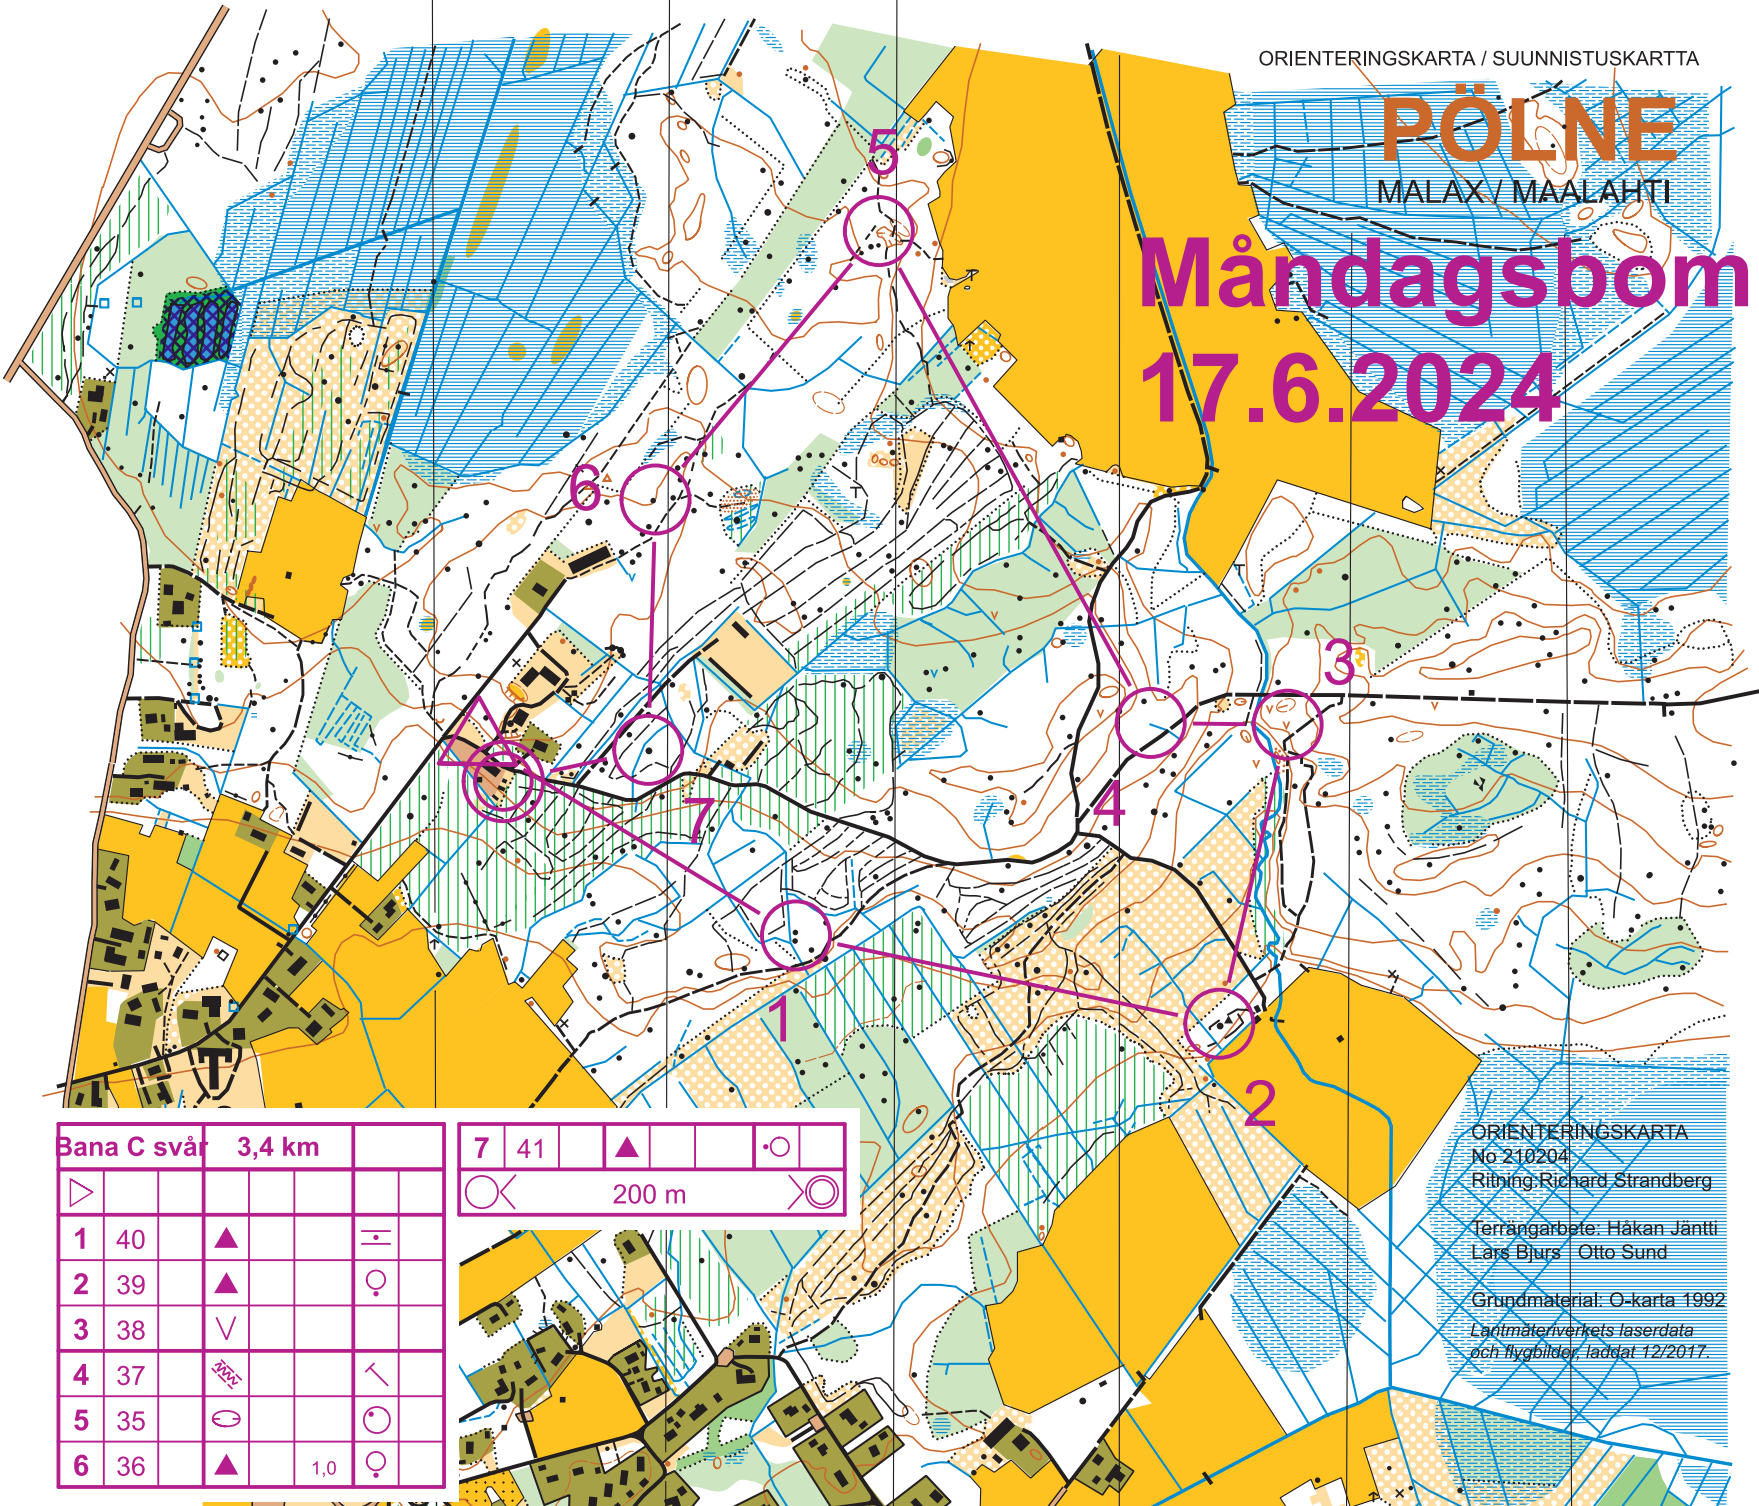 ORIENTERINGSKARTA / SUUNNISTUSKARTTA
PÖLNE
MALAX / MAALAHTI
Måndagsbom
17.6.2024
5
6
3
4
7
1
2
Bana C svår 3,4 km
1 40
2 39
3 38
4 37
5 35
6 36 1,0
7 41
200 m
ORIENTERINGSKARTA
No 210204
Ritning:Richard Strandberg
Terrängarbete: Håkan Jäntti
Lars Bjurs Otto Sund
Grundmaterial: O-karta 1992
Lantmäteriverkets laserdata
och flygbilder, laddat 12/2017.